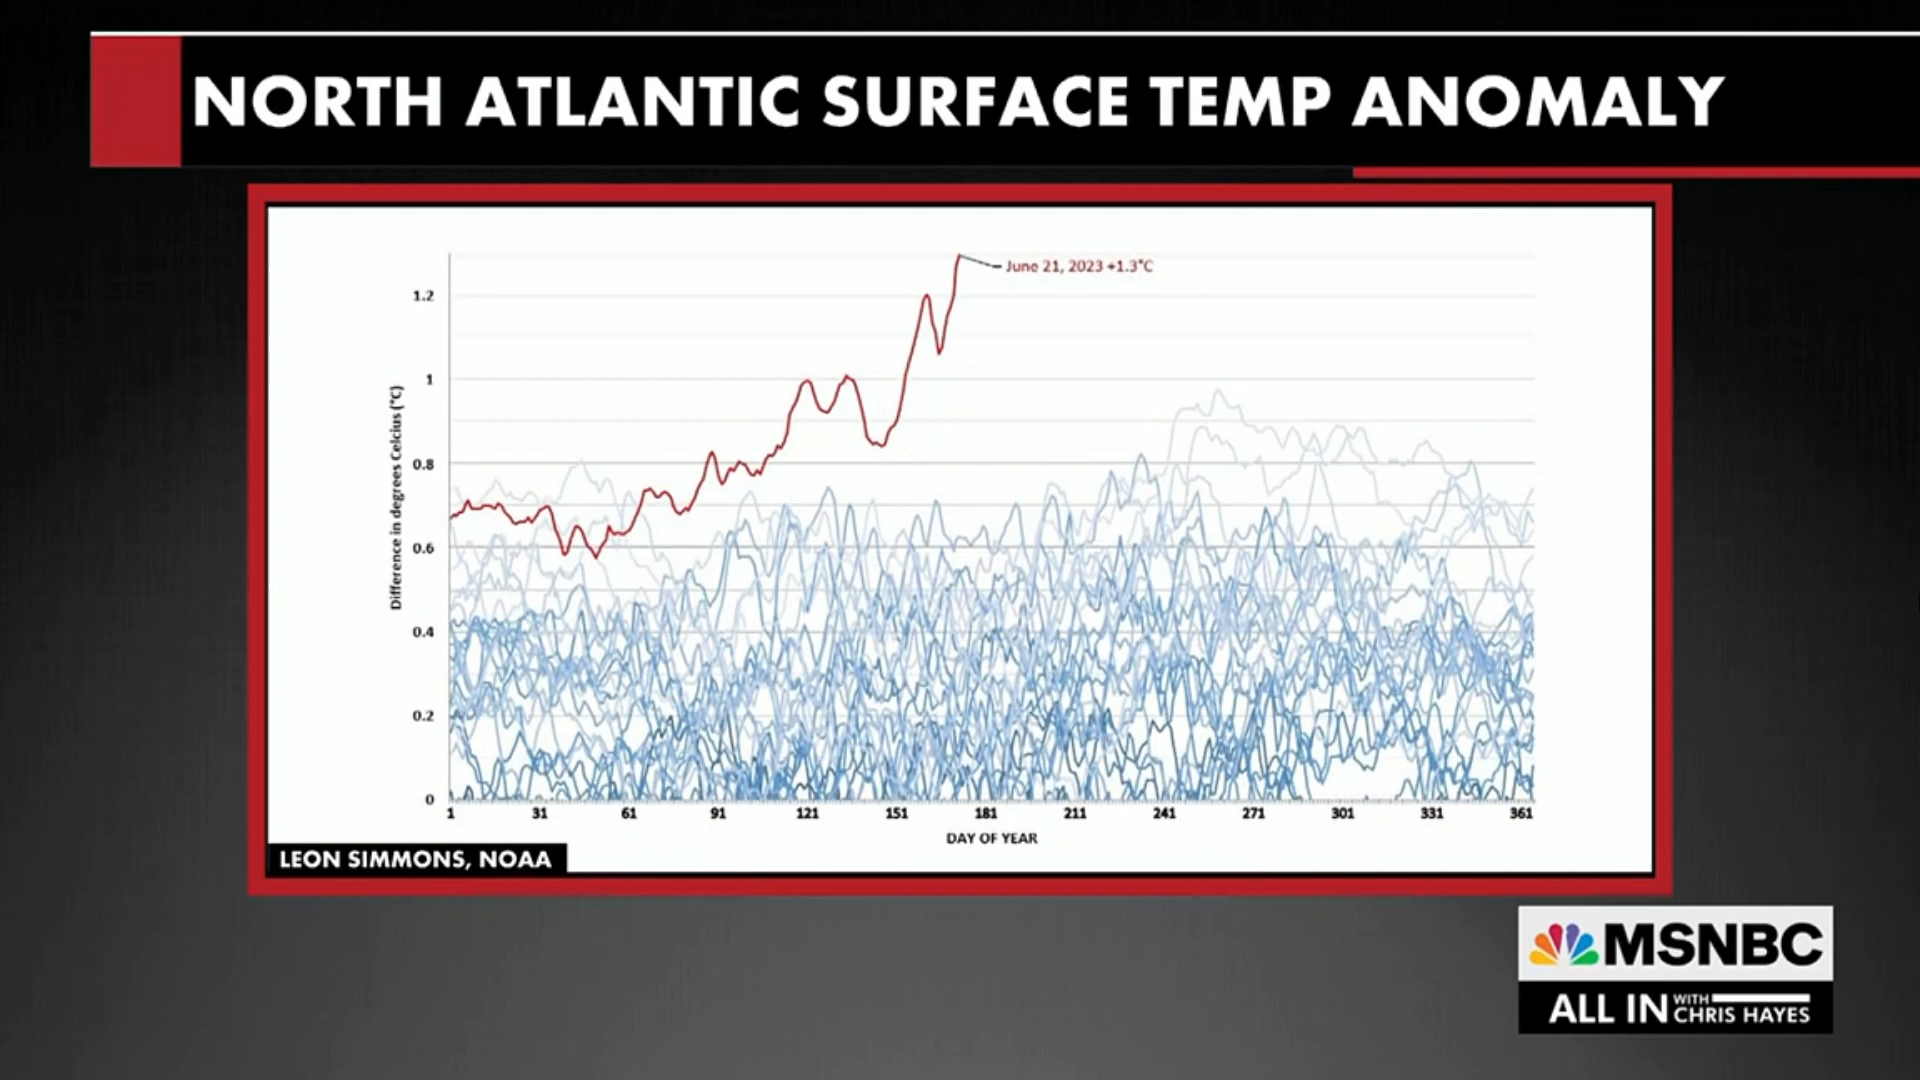 NORTH ATLANTIC SURFACE TEMP ANOMALY
June 21, 2023 +1.3°C
Difference in degrees Celcius (°C)
1.2
1
0.8
0.6
0.4
0.2
0
1 31 61 91 121 151 181 211 241 271 301 331 361
DAY OF YEAR
LEON SIMMONS, NOAA
MSNBC
ALL IN WITH CHRIS HAYES